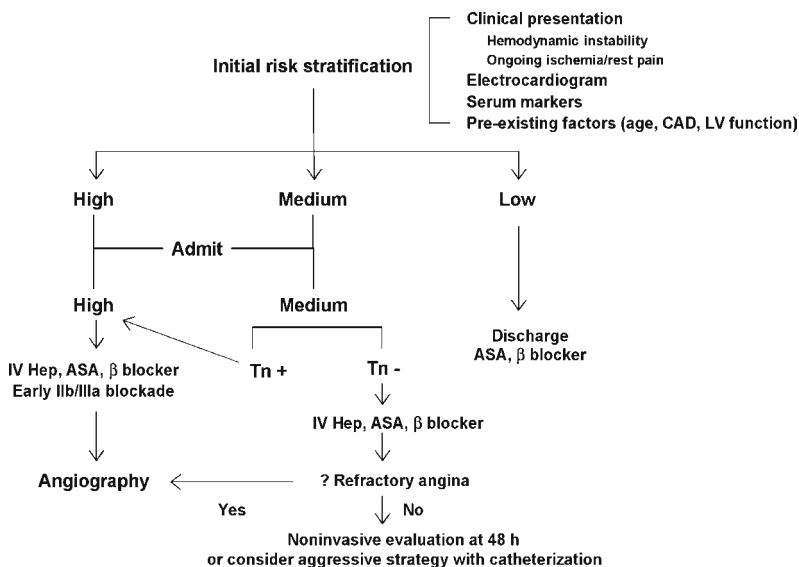 Initial risk stratification
Clinical presentation
Hemodynamic instability
Ongoing ischemia/rest pain
Electrocardiogram
Serum markers
Pre-existing factors (age, CAD, LV function)
High
Medium
Low
Admit
High
Medium
Discharge
ASA, β blocker
Tn +
Tn -
IV Hep, ASA, β blocker
Early IIb/IIIa blockade
IV Hep, ASA, β blocker
Angiography
? Refractory angina
Yes
No
Noninvasive evaluation at 48 h
or consider aggressive strategy with catheterization